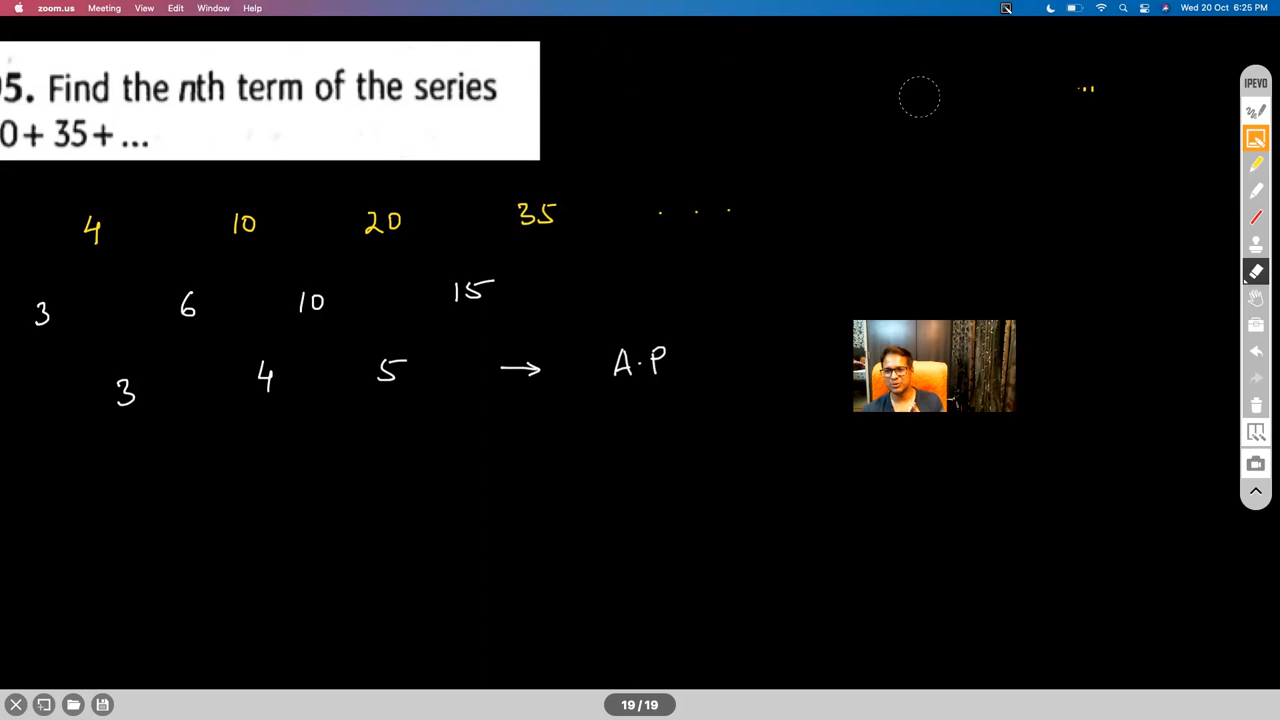 zoom.us Meeting View Edit Window Help Wed 20 Oct 6:25 PM
IPEVO
5. Find the nth term of the series
0+ 35+ ...
4 10 20 35 . . .
3 6 10 15
3 4 5 → A.P
19/19